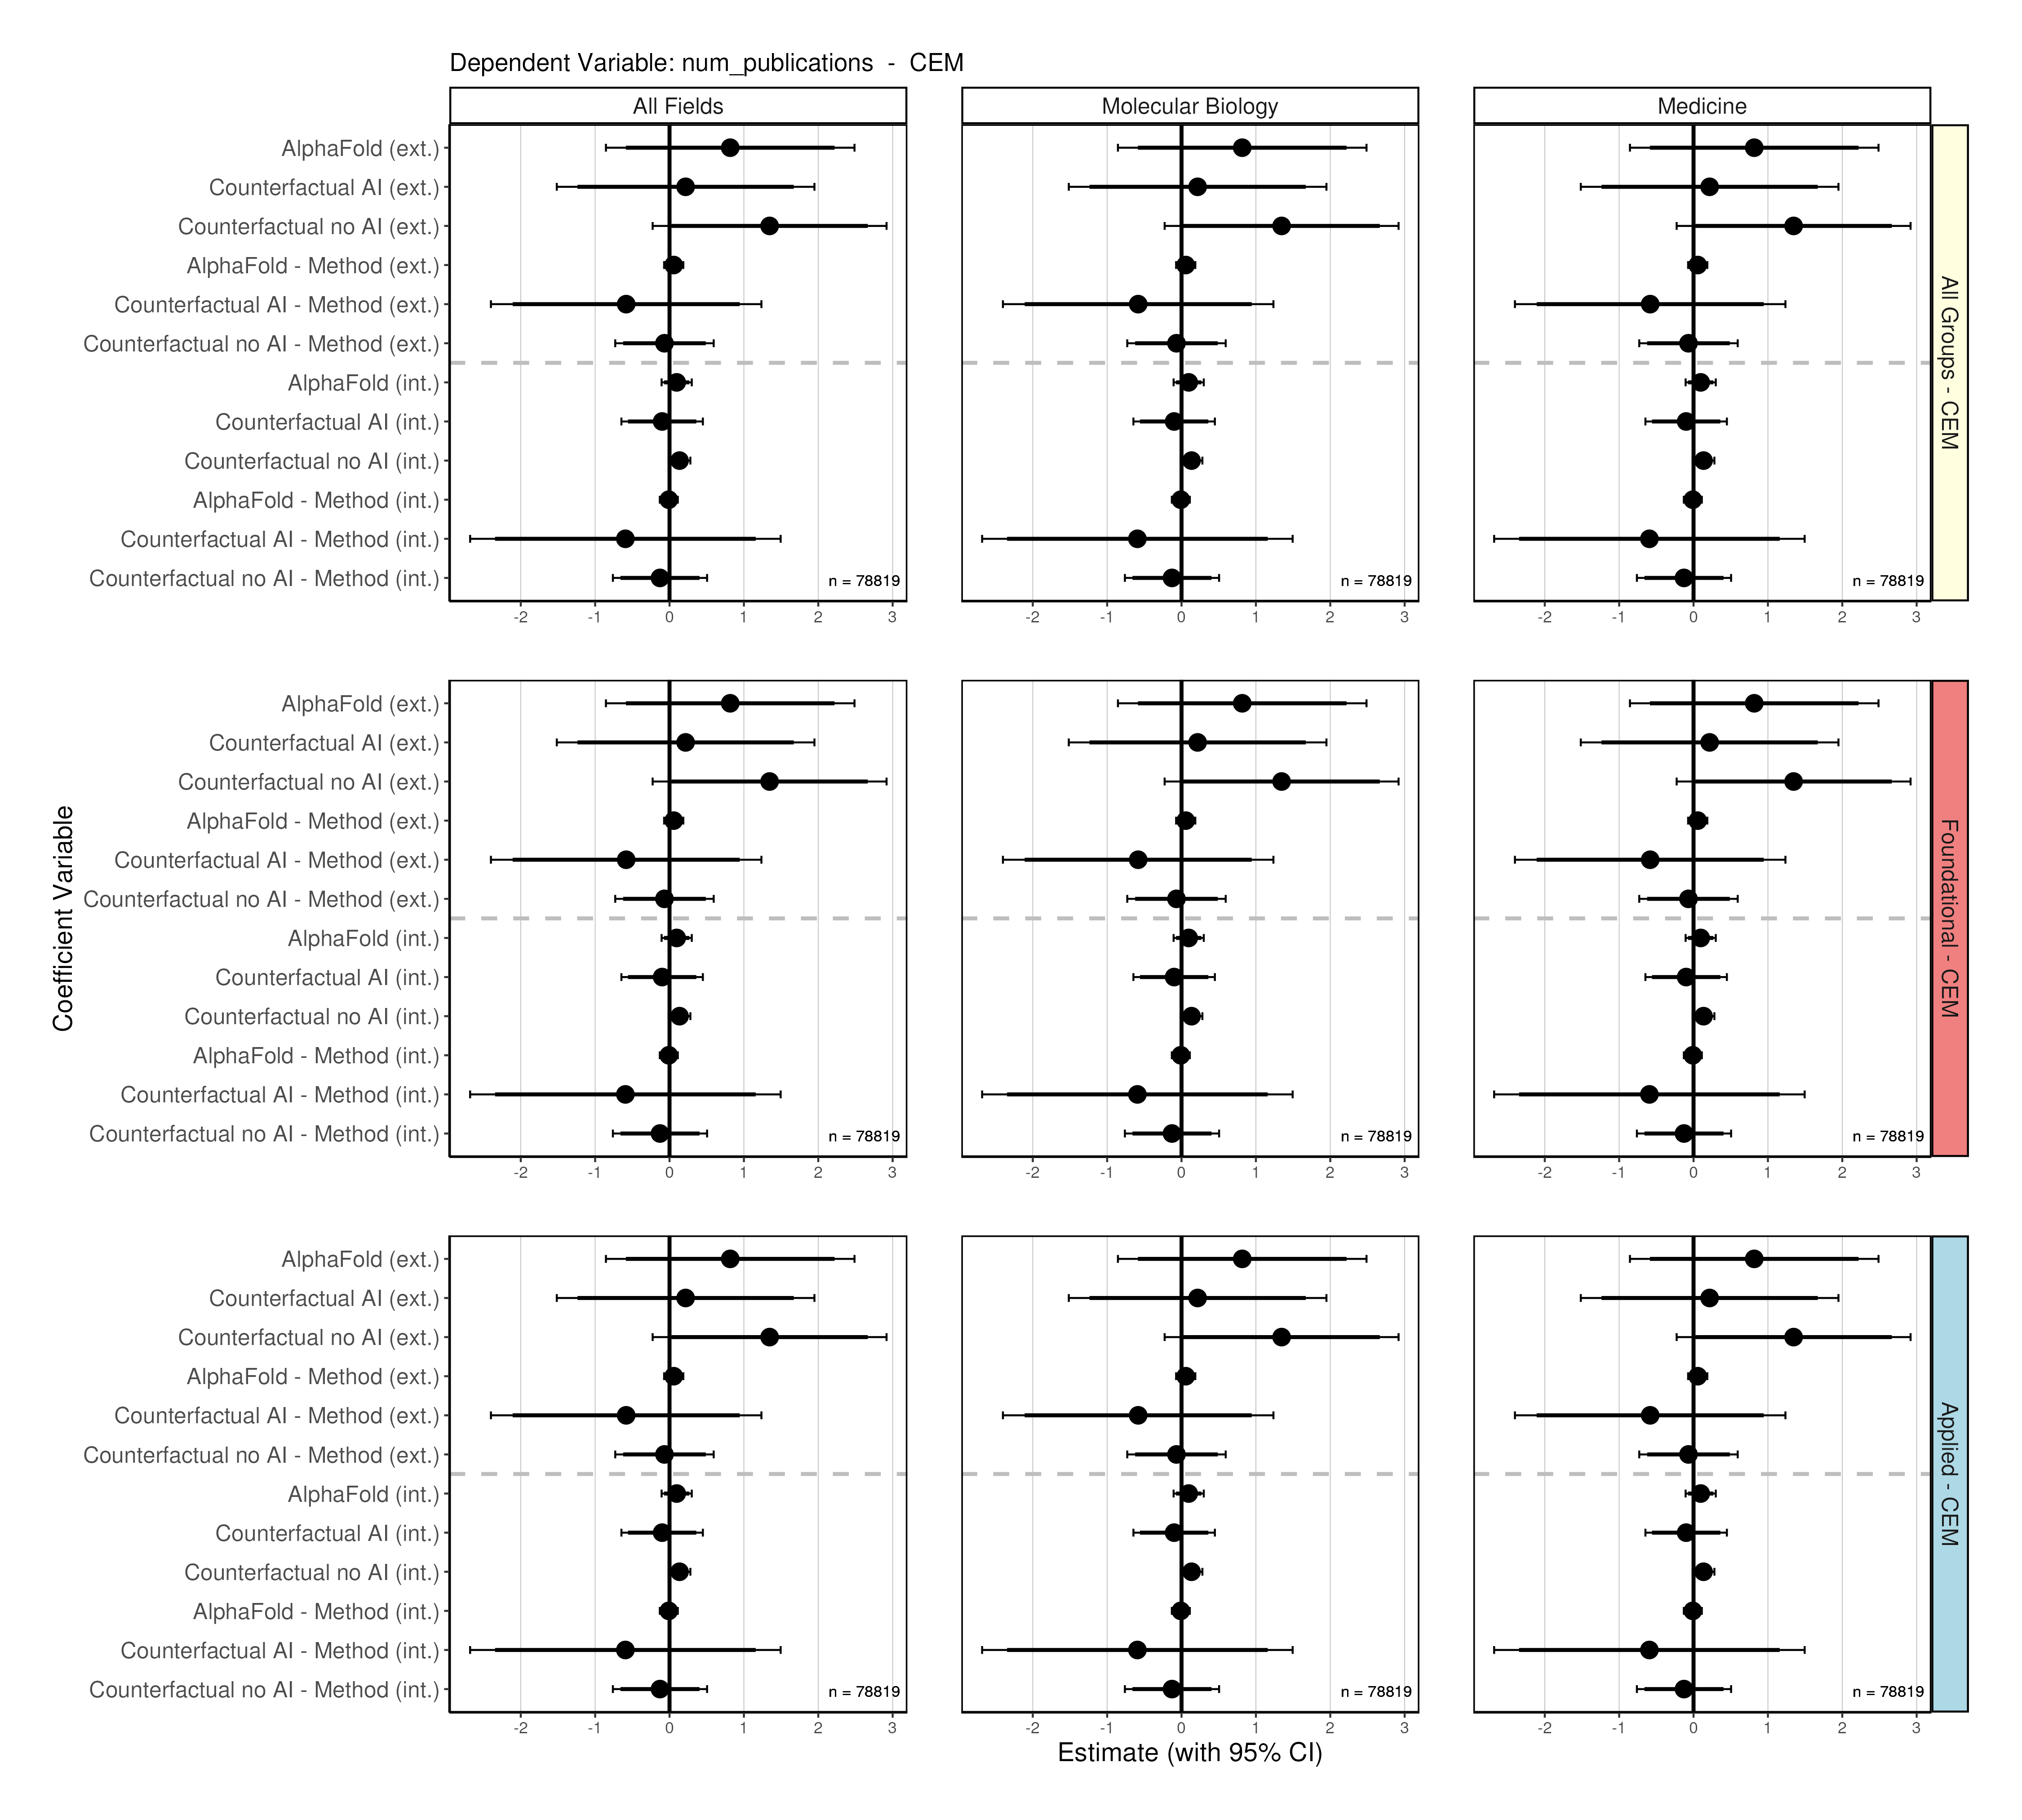 Dependent Variable: num_publications - CEM
All Fields
Molecular Biology
Medicine
AlphaFold (ext.)
Counterfactual AI (ext.)
Counterfactual no AI (ext.)
AlphaFold - Method (ext.)
Counterfactual AI - Method (ext.)
Counterfactual no AI - Method (ext.)
AlphaFold (int.)
Counterfactual AI (int.)
Counterfactual no AI (int.)
AlphaFold - Method (int.)
Counterfactual AI - Method (int.)
Counterfactual no AI - Method (int.)
n = 78819
n = 78819
n = 78819
All Groups - CEM
-2 -1 0 1 2 3
-2 -1 0 1 2 3
-2 -1 0 1 2 3
Coefficient Variable
AlphaFold (ext.)
Counterfactual AI (ext.)
Counterfactual no AI (ext.)
AlphaFold - Method (ext.)
Counterfactual AI - Method (ext.)
Counterfactual no AI - Method (ext.)
AlphaFold (int.)
Counterfactual AI (int.)
Counterfactual no AI (int.)
AlphaFold - Method (int.)
Counterfactual AI - Method (int.)
Counterfactual no AI - Method (int.)
n = 78819
n = 78819
n = 78819
Foundational - CEM
-2 -1 0 1 2 3
-2 -1 0 1 2 3
-2 -1 0 1 2 3
AlphaFold (ext.)
Counterfactual AI (ext.)
Counterfactual no AI (ext.)
AlphaFold - Method (ext.)
Counterfactual AI - Method (ext.)
Counterfactual no AI - Method (ext.)
AlphaFold (int.)
Counterfactual AI (int.)
Counterfactual no AI (int.)
AlphaFold - Method (int.)
Counterfactual AI - Method (int.)
Counterfactual no AI - Method (int.)
n = 78819
n = 78819
n = 78819
Applied - CEM
-2 -1 0 1 2 3
-2 -1 0 1 2 3
-2 -1 0 1 2 3
Estimate (with 95% CI)